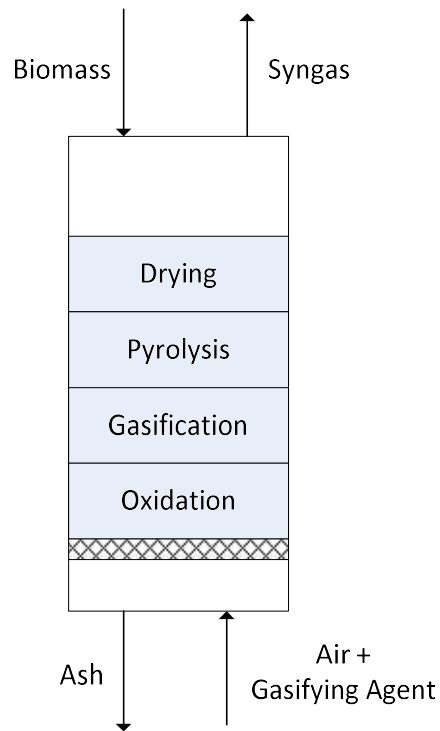 Biomass
Syngas
Drying
Pyrolysis
Gasification
Oxidation
Ash
Air +
Gasifying Agent